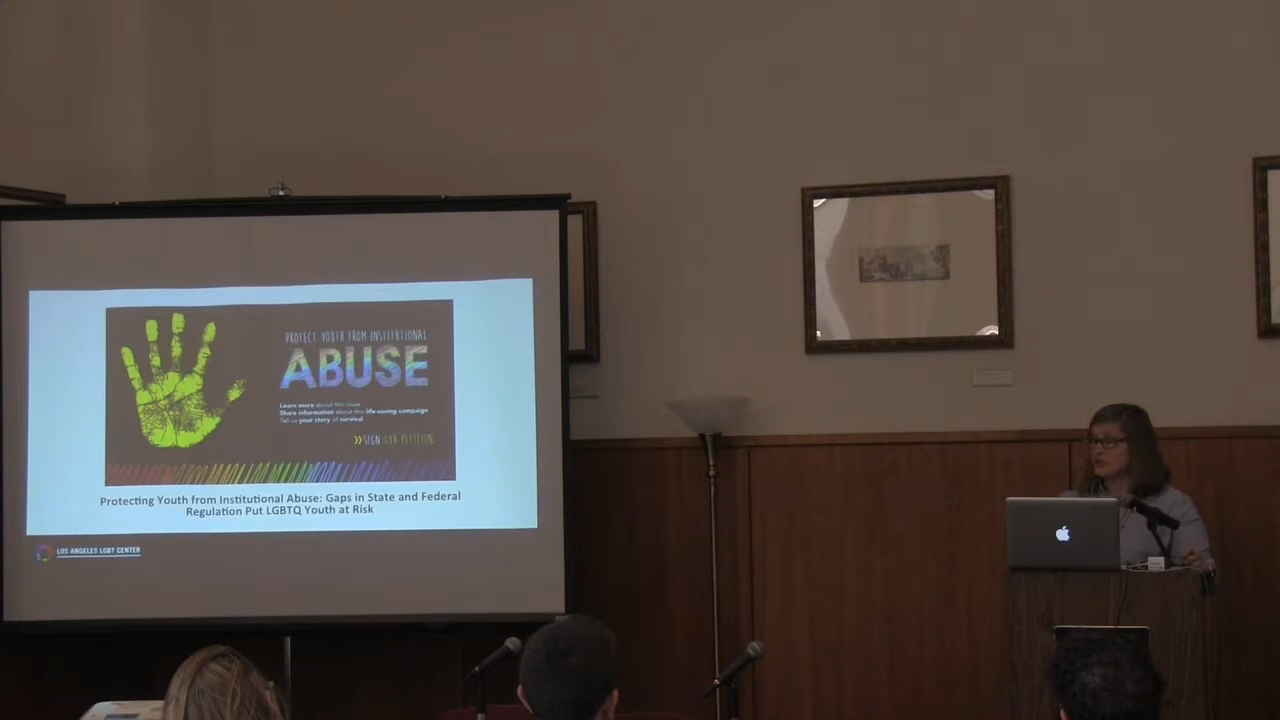 PROTECT YOUTH FROM INSTITUTIONAL
ABUSE
Learn more about this issue
Share information about this life-saving campaign
Tell us your story of survival
SIGN OUR PETITION
Protecting Youth from Institutional Abuse: Gaps in State and Federal
Regulation Put LGBTQ Youth at Risk
LOS ANGELES LGBT CENTER